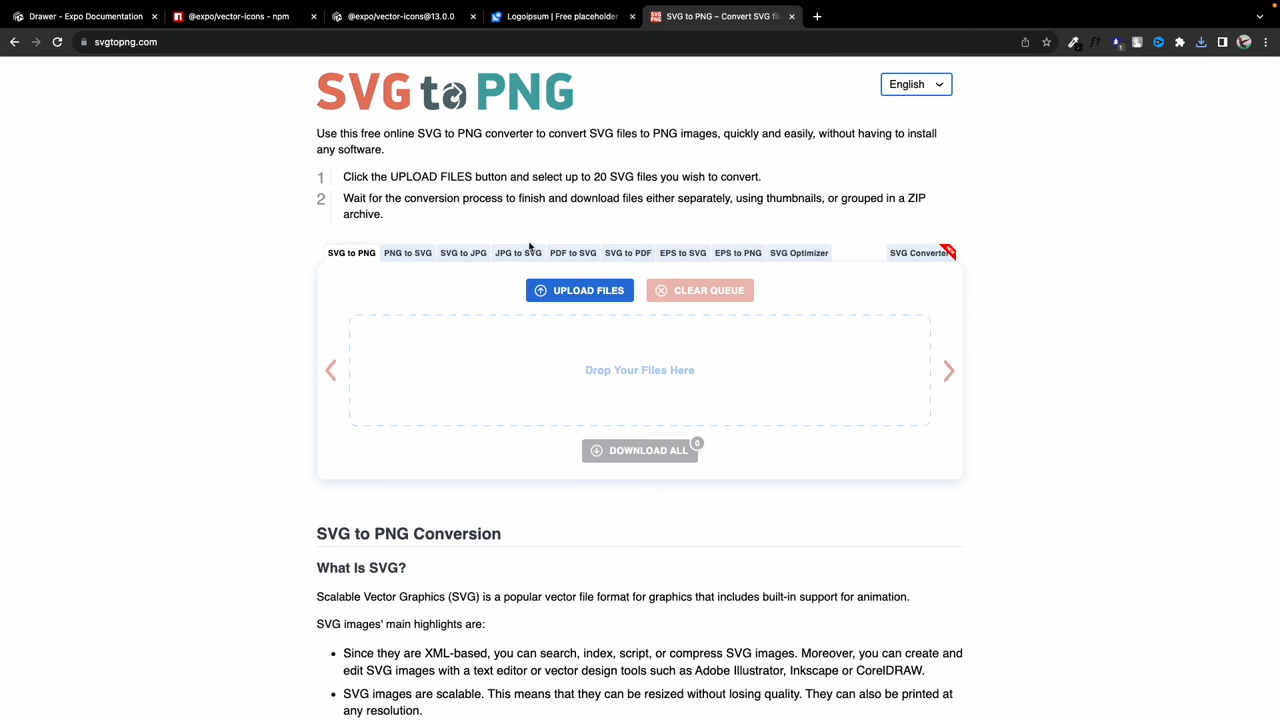 Drawer - Expo Documentation
@expo/vector-icons - npm
@expo/vector-icons@13.0.0
Logoipsum | Free placeholder
SVG to PNG – Convert SVG fil
svgtopng.com
1
SVG to PNG
English
Use this free online SVG to PNG converter to convert SVG files to PNG images, quickly and easily, without having to install
any software.
1 Click the UPLOAD FILES button and select up to 20 SVG files you wish to convert.
2 Wait for the conversion process to finish and download files either separately, using thumbnails, or grouped in a ZIP
archive.
SVG to PNG PNG to SVG SVG to JPG JPG to SVG PDF to SVG SVG to PDF EPS to SVG EPS to PNG SVG Optimizer SVG Converter
UPLOAD FILES CLEAR QUEUE
Drop Your Files Here
DOWNLOAD ALL 0
SVG to PNG Conversion
What Is SVG?
Scalable Vector Graphics (SVG) is a popular vector file format for graphics that includes built-in support for animation.
SVG images' main highlights are:
• Since they are XML-based, you can search, index, script, or compress SVG images. Moreover, you can create and
edit SVG images with a text editor or vector design tools such as Adobe Illustrator, Inkscape or CorelDRAW.
• SVG images are scalable. This means that they can be resized without losing quality. They can also be printed at
any resolution.